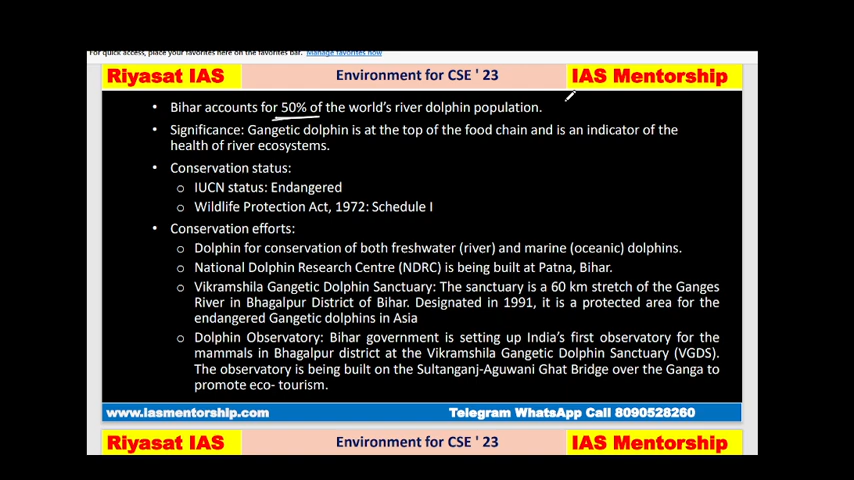 For quick access, place your favorites here on the favorites bar. Manage favorites now
Riyasat IAS Environment for CSE ' 23 IAS Mentorship
• Bihar accounts for 50% of the world's river dolphin population.
• Significance: Gangetic dolphin is at the top of the food chain and is an indicator of the
health of river ecosystems.
• Conservation status:
o IUCN status: Endangered
o Wildlife Protection Act, 1972: Schedule I
• Conservation efforts:
o Dolphin for conservation of both freshwater (river) and marine (oceanic) dolphins.
o National Dolphin Research Centre (NDRC) is being built at Patna, Bihar.
o Vikramshila Gangetic Dolphin Sanctuary: The sanctuary is a 60 km stretch of the Ganges
River in Bhagalpur District of Bihar. Designated in 1991, it is a protected area for the
endangered Gangetic dolphins in Asia
o Dolphin Observatory: Bihar government is setting up India's first observatory for the
mammals in Bhagalpur district at the Vikramshila Gangetic Dolphin Sanctuary (VGDS).
The observatory is being built on the Sultanganj-Aguwani Ghat Bridge over the Ganga to
promote eco- tourism.
www.iasmentorship.com Telegram WhatsApp Call 8090528260
Riyasat IAS Environment for CSE ' 23 IAS Mentorship